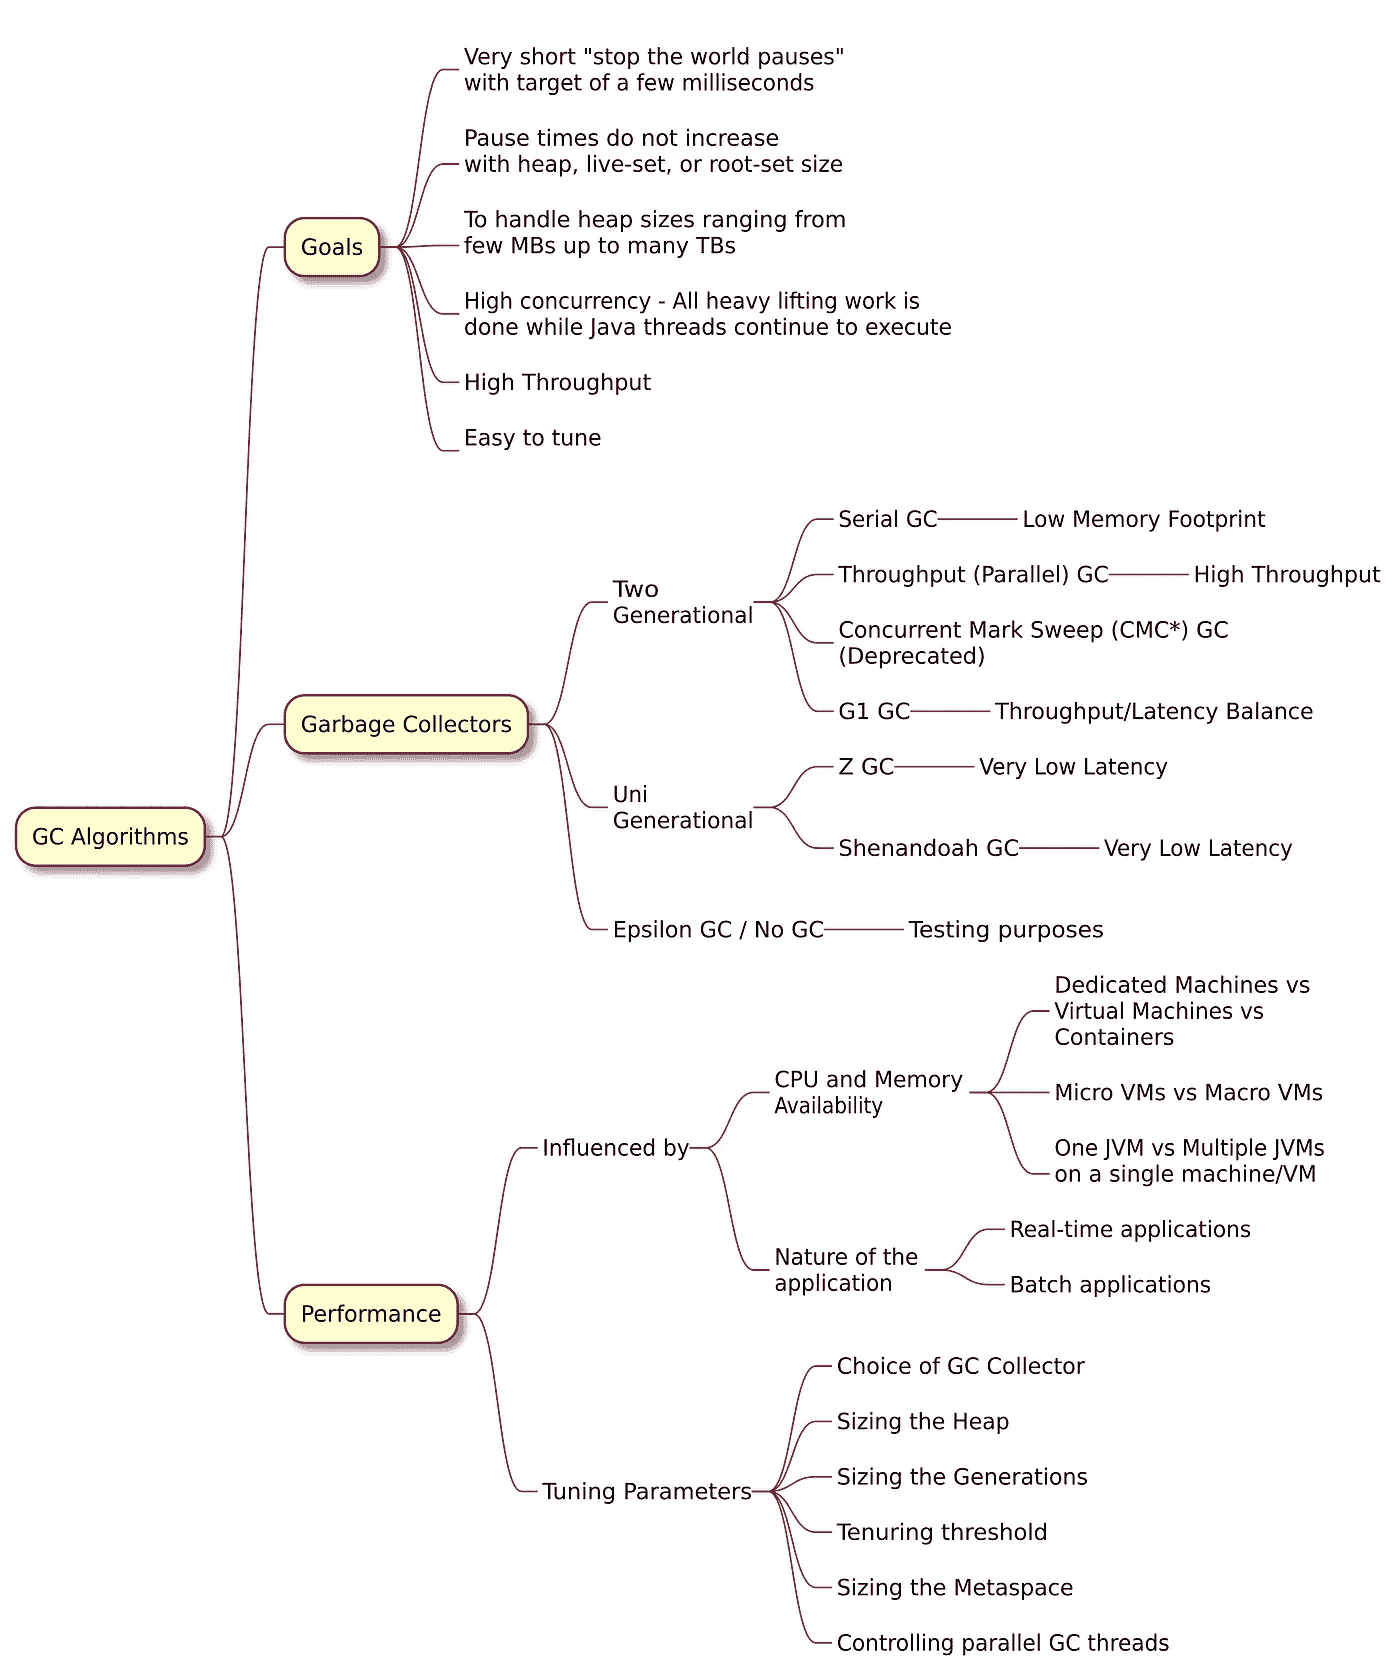 Very short "stop the world pauses"
with target of a few milliseconds
Pause times do not increase
with heap, live-set, or root-set size
To handle heap sizes ranging from
few MBs up to many TBs
Goals
High concurrency - All heavy lifting work is
done while Java threads continue to execute
High Throughput
Easy to tune
Serial GC
Low Memory Footprint
Two
Generational
Throughput (Parallel) GC
High Throughput
Concurrent Mark Sweep (CMC*) GC
(Deprecated)
G1 GC
Throughput/Latency Balance
Garbage Collectors
Uni
Generational
Z GC
Very Low Latency
Shenandoah GC
Very Low Latency
GC Algorithms
Epsilon GC / No GC
Testing purposes
Dedicated Machines vs
Virtual Machines vs
Containers
CPU and Memory
Availability
Micro VMs vs Macro VMs
One JVM vs Multiple JVMs
on a single machine/VM
Influenced by
Nature of the
application
Real-time applications
Batch applications
Performance
Choice of GC Collector
Sizing the Heap
Sizing the Generations
Tuning Parameters
Tenuring threshold
Sizing the Metaspace
Controlling parallel GC threads